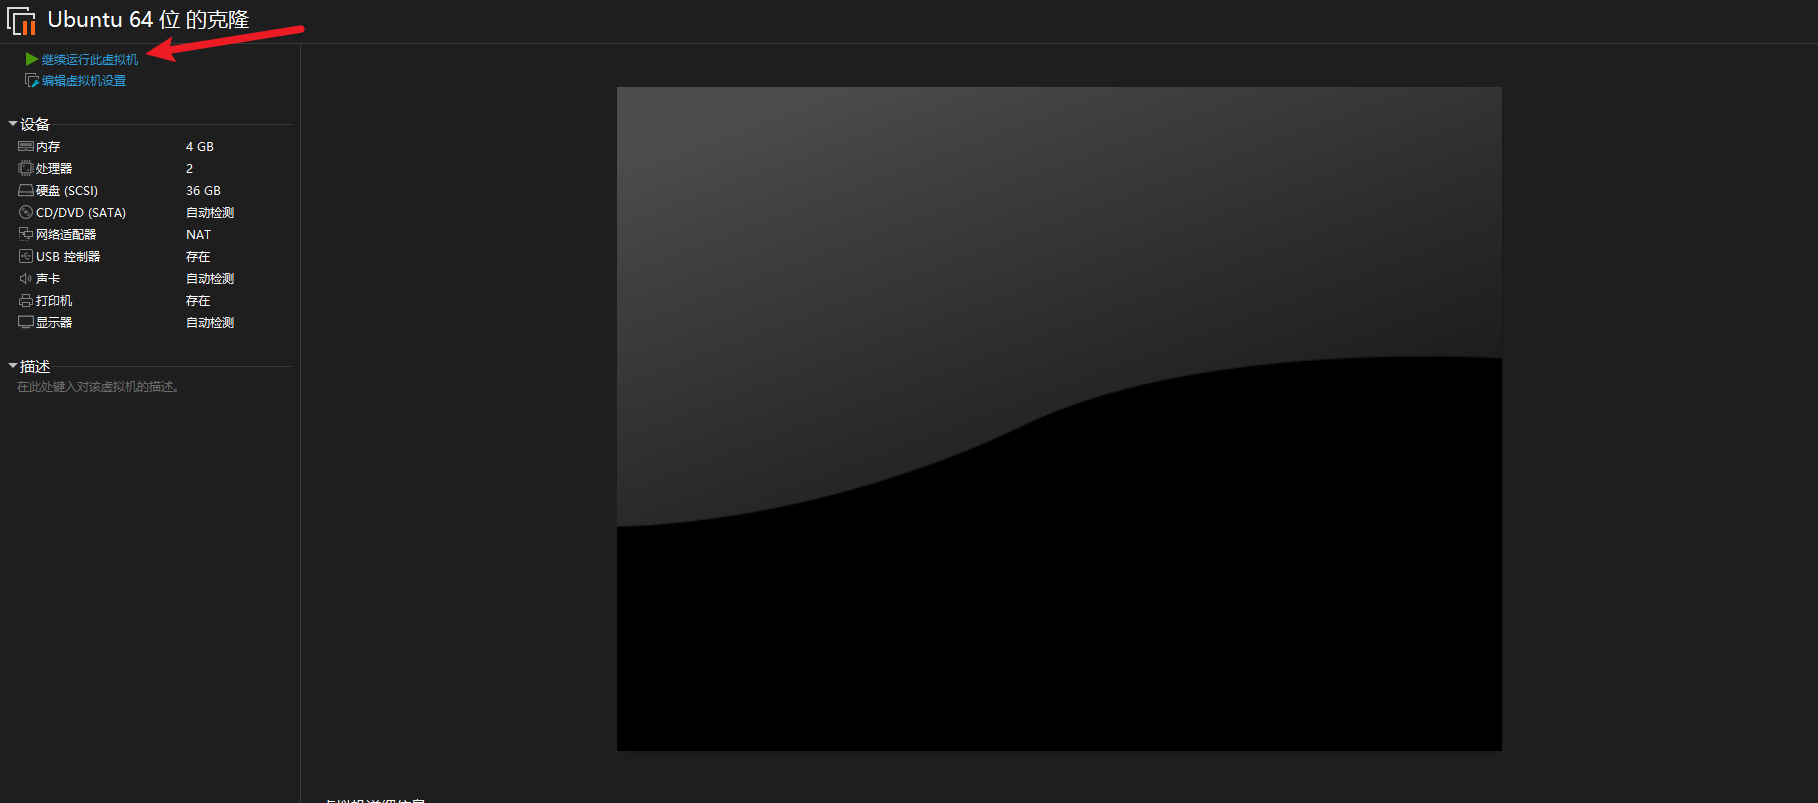 Ubuntu 64 位 的克隆
继续运行此虚拟机
编辑虚拟机设置
设备
内存 4 GB
处理器 2
硬盘 (SCSI) 36 GB
CD/DVD (SATA) 自动检测
网络适配器 NAT
USB 控制器 存在
声卡 自动检测
打印机 存在
显示器 自动检测
描述
在此处键入对该虚拟机的描述。